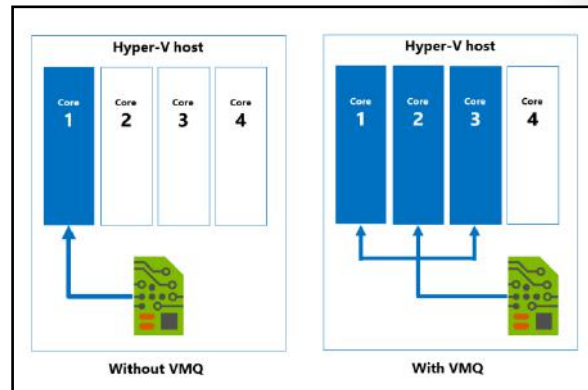 Hyper-V host
Core Core Core Core
1 2 3 4
Without VMQ
Hyper-V host
Core Core Core Core
1 2 3 4
With VMQ